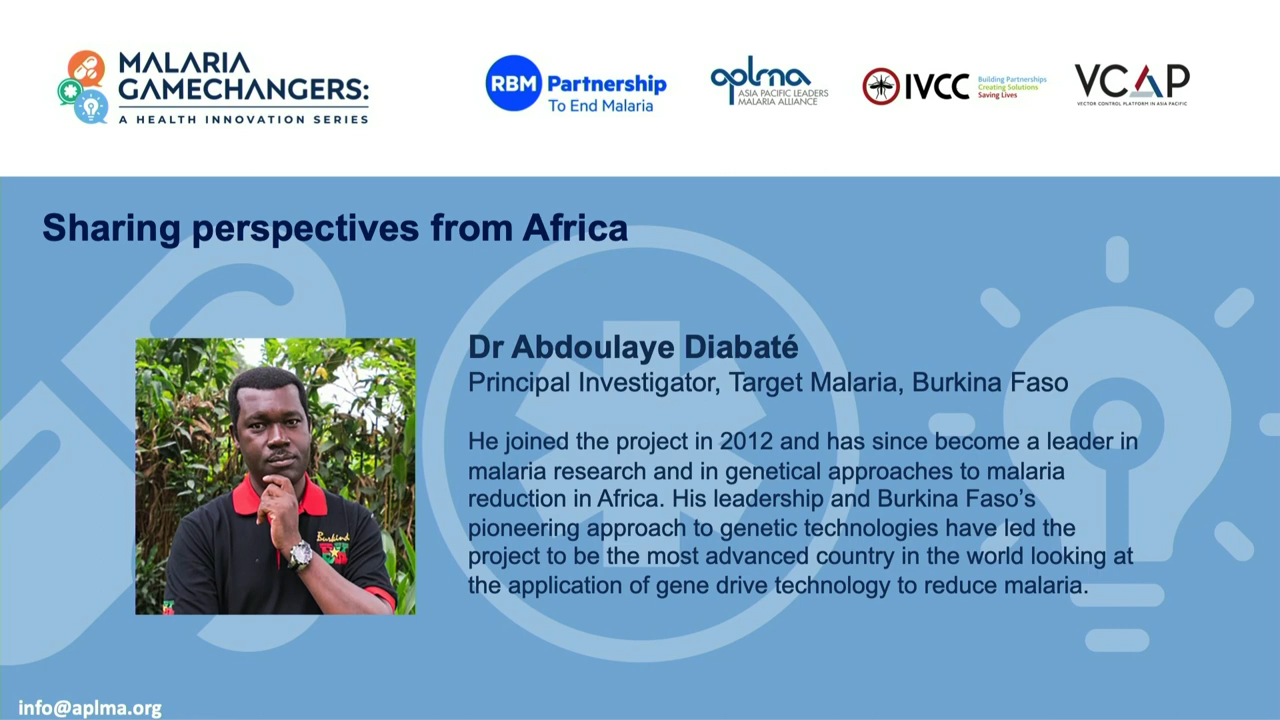 MALARIA
GAMECHANGERS:
A HEALTH INNOVATION SERIES
RBM Partnership
To End Malaria
aplma
ASIA PACIFIC LEADERS
MALARIA ALLIANCE
IVCC
Building Partnerships
Creating Solutions
Saving Lives
VCAP
VECTOR CONTROL PLATFORM IN ASIA PACIFIC
Sharing perspectives from Africa
Dr Abdoulaye Diabaté
Principal Investigator, Target Malaria, Burkina Faso
He joined the project in 2012 and has since become a leader in
malaria research and in genetical approaches to malaria
reduction in Africa. His leadership and Burkina Faso’s
pioneering approach to genetic technologies have led the
project to be the most advanced country in the world looking at
the application of gene drive technology to reduce malaria.
Burkina
info@aplma.org